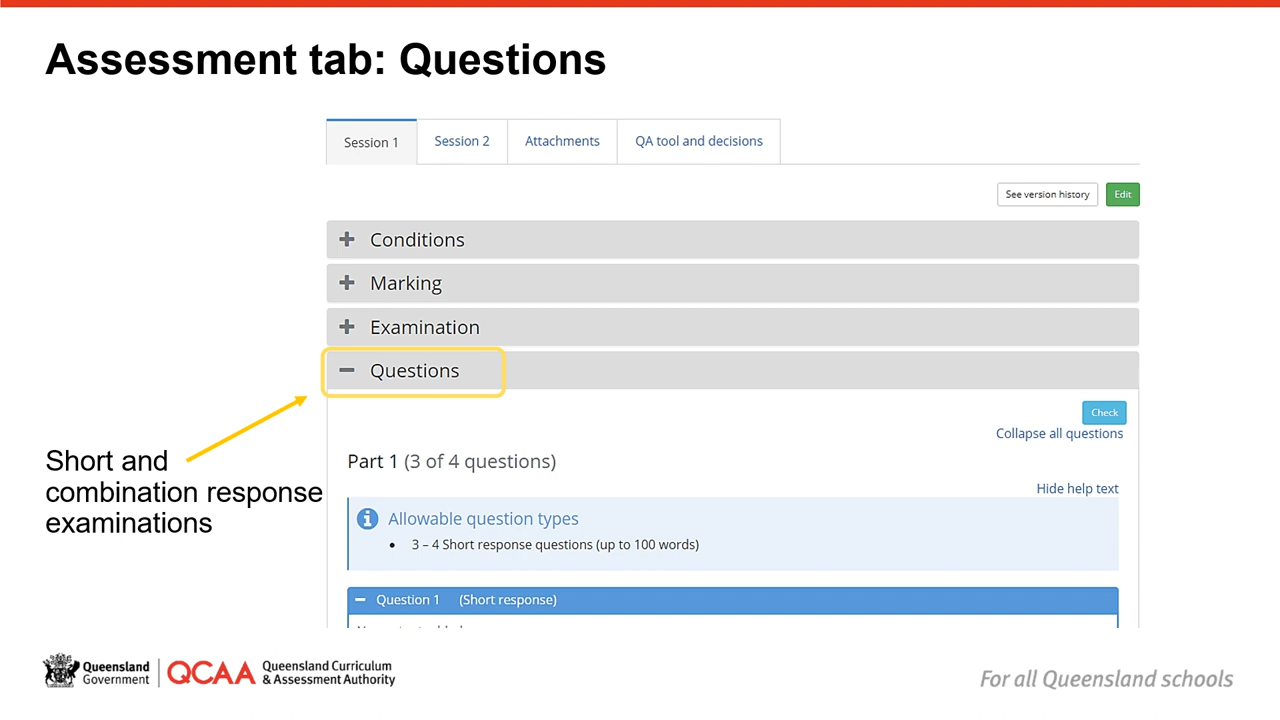 Assessment tab: Questions
Session 1
Session 2
Attachments
QA tool and decisions
See version history
Edit
Conditions
Marking
Examination
Questions
Check
Collapse all questions
Short and
combination response
examinations
Part 1 (3 of 4 questions)
Hide help text
Allowable question types
• 3 – 4 Short response questions (up to 100 words)
Question 1 (Short response)
Queensland
Government
QCAA
Queensland Curriculum
& Assessment Authority
For all Queensland schools